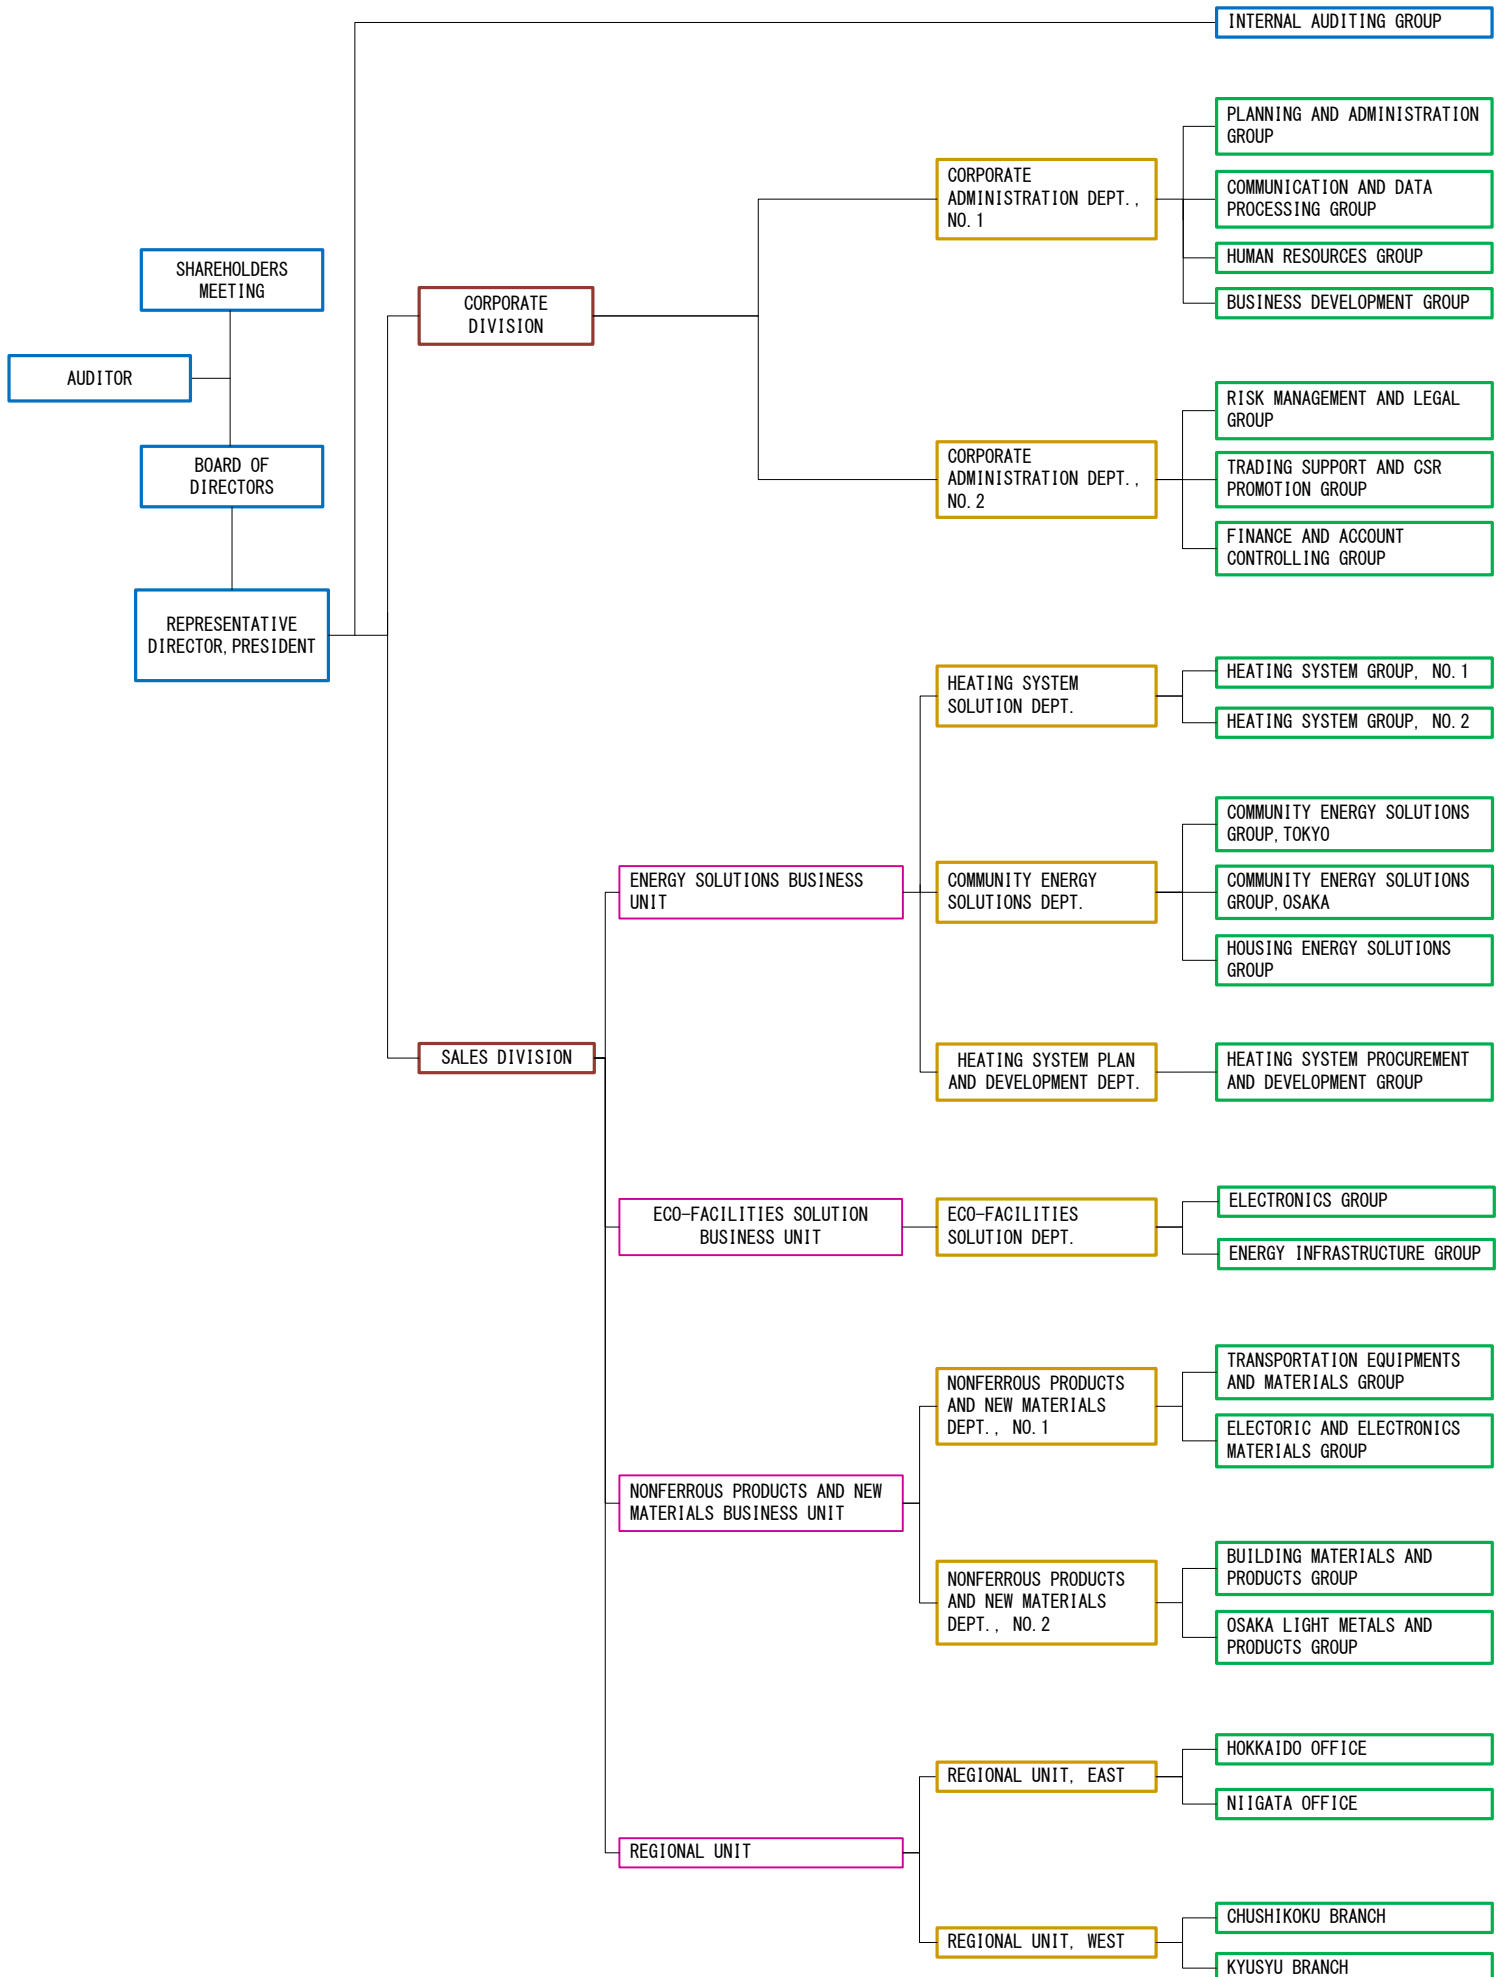 INTERNAL AUDITING GROUP
PLANNING AND ADMINISTRATION
GROUP
CORPORATE
ADMINISTRATION DEPT.,
NO.1
COMMUNICATION AND DATA
PROCESSING GROUP
HUMAN RESOURCES GROUP
BUSINESS DEVELOPMENT GROUP
SHAREHOLDERS
MEETING
CORPORATE
DIVISION
AUDITOR
RISK MANAGEMENT AND LEGAL
GROUP
BOARD OF
DIRECTORS
CORPORATE
ADMINISTRATION DEPT.,
NO.2
TRADING SUPPORT AND CSR
PROMOTION GROUP
FINANCE AND ACCOUNT
CONTROLLING GROUP
REPRESENTATIVE
DIRECTOR,PRESIDENT
HEATING SYSTEM
SOLUTION DEPT.
HEATING SYSTEM GROUP, NO.1
HEATING SYSTEM GROUP, NO.2
COMMUNITY ENERGY SOLUTIONS
GROUP,TOKYO
ENERGY SOLUTIONS BUSINESS
UNIT
COMMUNITY ENERGY
SOLUTIONS DEPT.
COMMUNITY ENERGY SOLUTIONS
GROUP,OSAKA
HOUSING ENERGY SOLUTIONS
GROUP
SALES DIVISION
HEATING SYSTEM PLAN
AND DEVELOPMENT DEPT.
HEATING SYSTEM PROCUREMENT
AND DEVELOPMENT GROUP
ECO-FACILITIES SOLUTION
BUSINESS UNIT
ECO-FACILITIES
SOLUTION DEPT.
ELECTRONICS GROUP
ENERGY INFRASTRUCTURE GROUP
NONFERROUS PRODUCTS
AND NEW MATERIALS
DEPT., NO.1
TRANSPORTATION EQUIPMENTS
AND MATERIALS GROUP
ELECTORIC AND ELECTRONICS
MATERIALS GROUP
NONFERROUS PRODUCTS AND NEW
MATERIALS BUSINESS UNIT
NONFERROUS PRODUCTS
AND NEW MATERIALS
DEPT., NO.2
BUILDING MATERIALS AND
PRODUCTS GROUP
OSAKA LIGHT METALS AND
PRODUCTS GROUP
REGIONAL UNIT, EAST
HOKKAIDO OFFICE
NIIGATA OFFICE
REGIONAL UNIT
REGIONAL UNIT, WEST
CHUSHIKOKU BRANCH
KYUSYU BRANCH